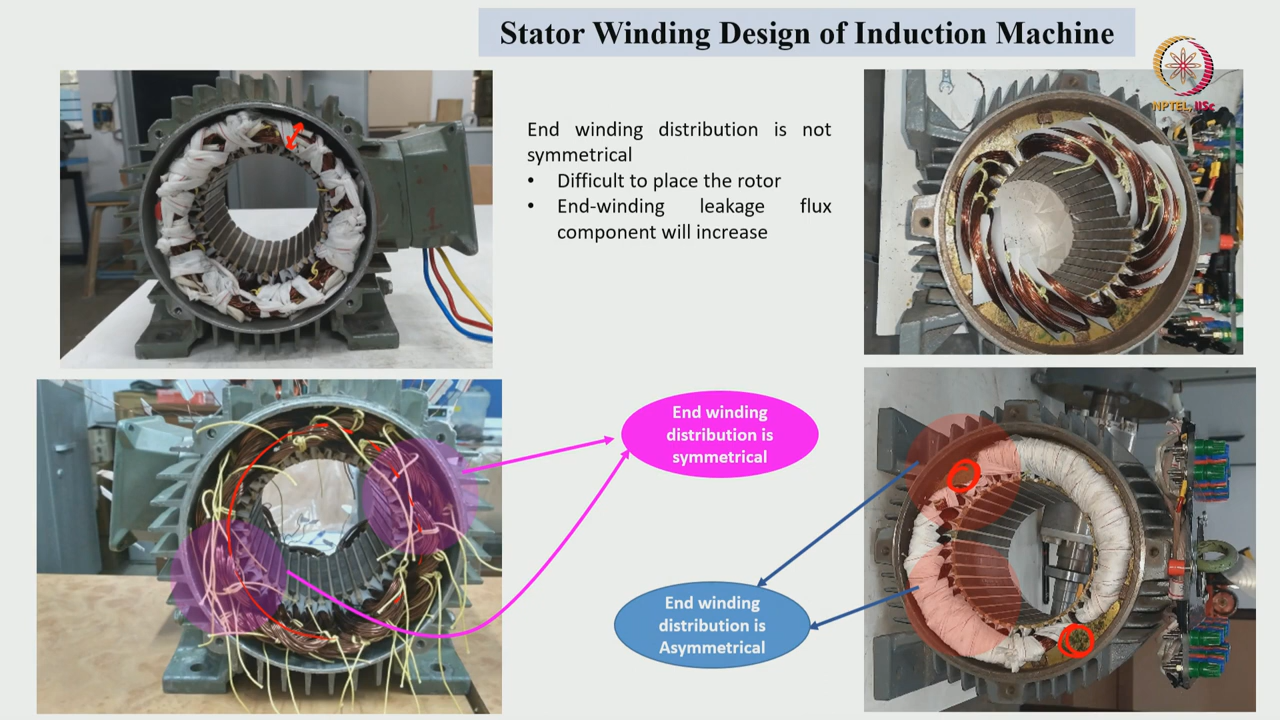 Stator Winding Design of Induction Machine
NPTEL, IISc
End winding distribution is not
symmetrical
• Difficult to place the rotor
• End-winding leakage flux
component will increase
End winding
distribution is
symmetrical
End winding
distribution is
Asymmetrical